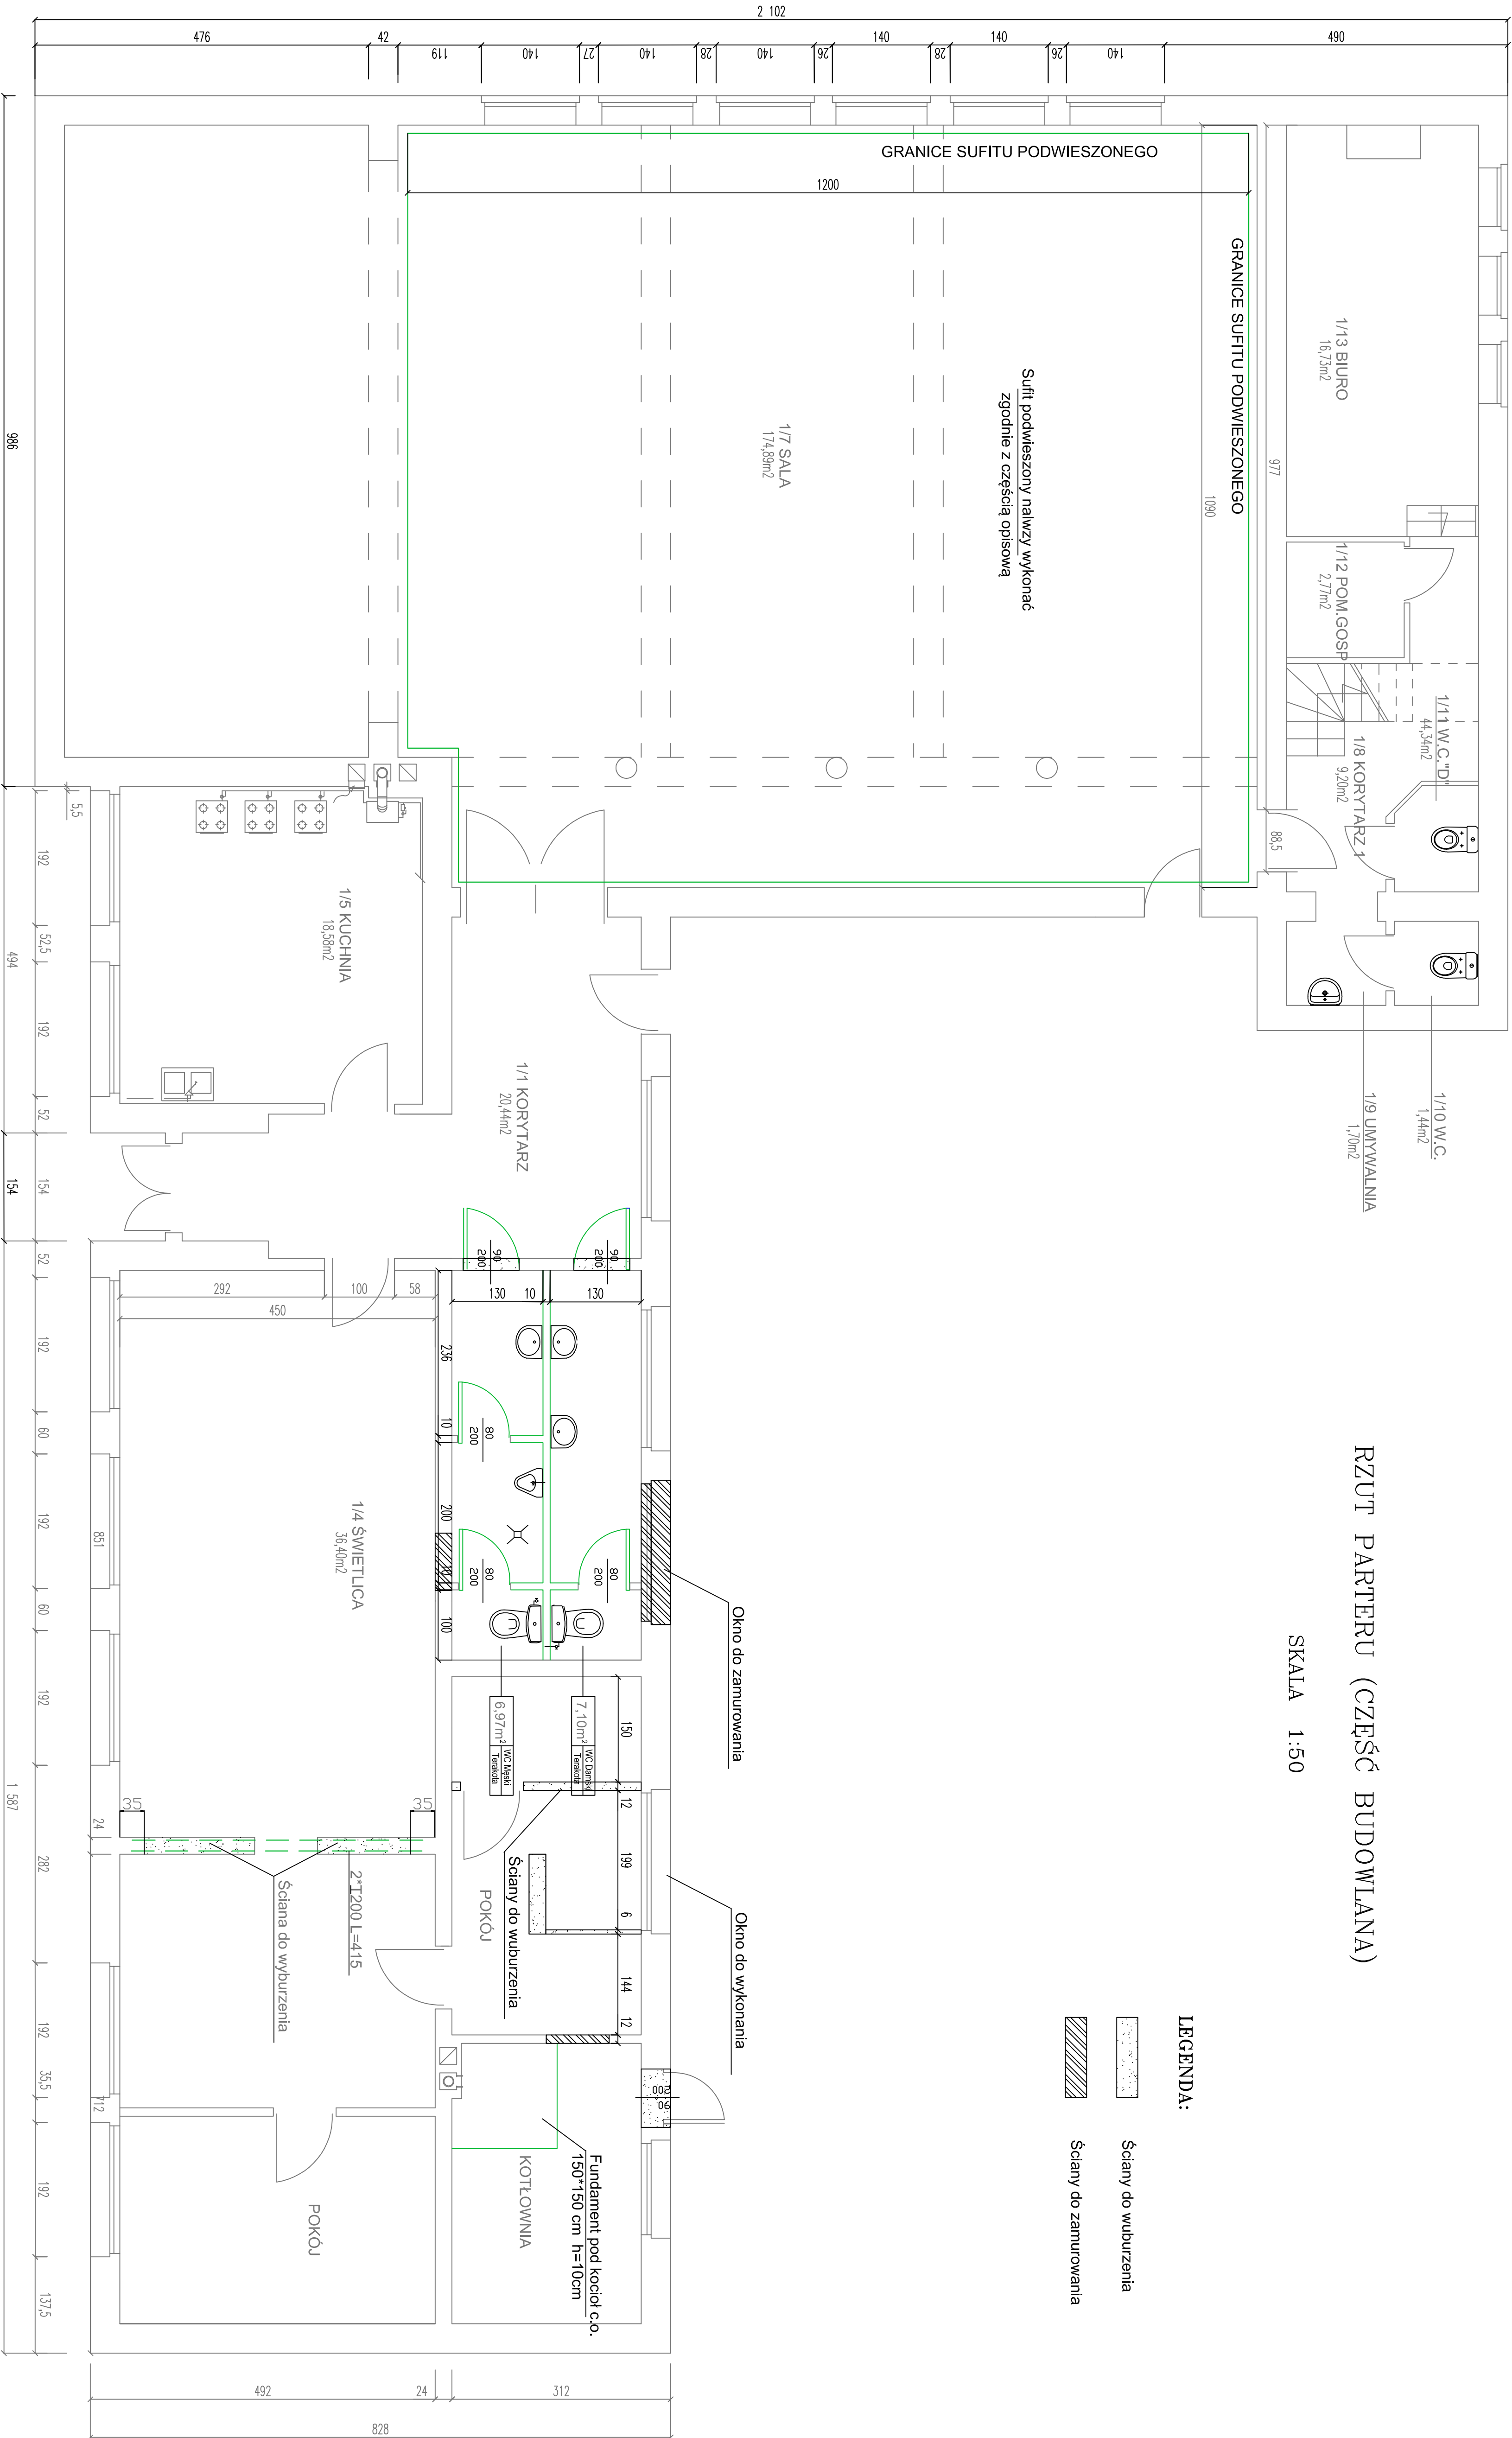 RZUT PARTERU (CZĘŚĆ BUDOWLANA)
SKALA 1:50
LEGENDA:
Ściany do wuburzenia
Ściany do zamurowania
2 102
476
42
119
140
27
140
28
140
26
140
28
140
26
140
490
GRANICE SUFITU PODWIESZONEGO
1200
GRANICE SUFITU PODWIESZONEGO
1090
977
88,5
Sufit podwieszony nalwzy wykonać
zgodnie z częścią opisową
1/7 SALA
174,89m2
1/13 BIURO
16,73m2
1/12 POM.GOSP
2,77m2
1/11 W.C."D"
44,34m2
1/8 KORYTARZ 1
9,20m2
1/10 W.C.
1,44m2
1/9 UMYWALNIA
1,70m2
1/5 KUCHNIA
18,58m2
1/1 KORYTARZ
20,44m2
90
200
90
200
130
10
130
292
100
58
450
236
10
200
10
100
80
200
80
200
80
200
1/4 ŚWIETLICA
36,40m2
Okno do zamurowania
7,10m²
WC Damski
Terakota
6,97m²
WC Męski
Terakota
150
12
199
6
144
12
Ściany do wuburzenia
POKÓJ
Okno do wykonania
35
35
2*I200 L=415
Ściana do wyburzenia
200
90
Fundament pod kocioł c.o.
150*150 cm h=10cm
KOTŁOWNIA
POKÓJ
851
24
712
5,5
192
52,5
192
52
154
52
192
60
192
60
192
282
192
35,5
192
137,5
986
494
154
1 587
492
24
312
828